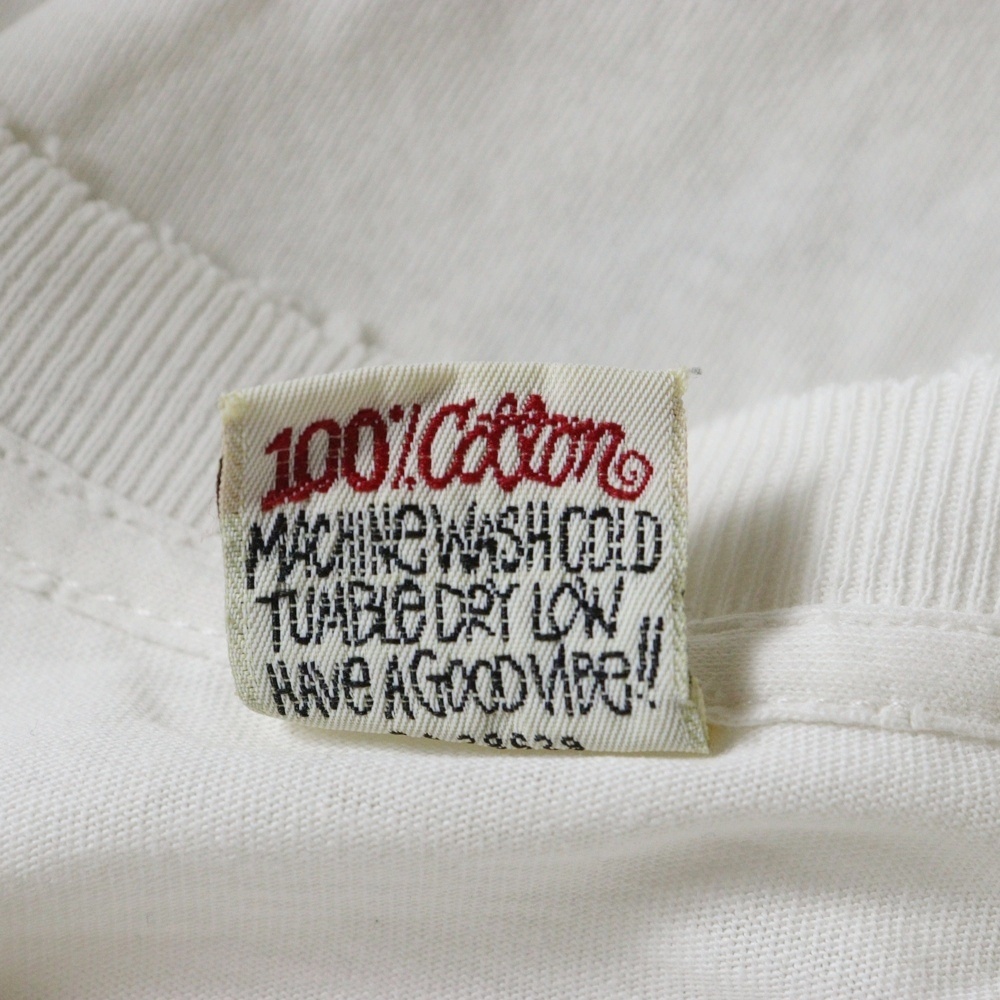 100% Cotton
MACHINE WASH COLD
TUMBLE DRY LOW
HAVE A GOOD VIBE!!